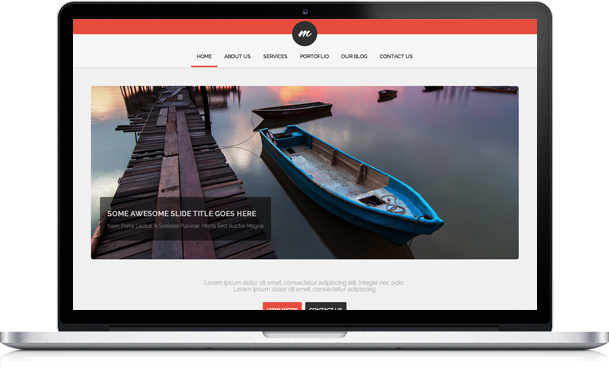 m
HOME ABOUT US SERVICES PORTOFLIO OUR BLOG CONTACT US
SOME AWESOME SLIDE TITLE GOES HERE
Nam Porta Lectus A Sodales Pulvinar. Morbi Sed Auctor Magna
Lorem ipsum dolor sit amet, consectetur adipiscing elit. Integer nec odio.
Lorem ipsum dolor sit amet, consectetur adipiscing.
VIEW WORK CONTACT US